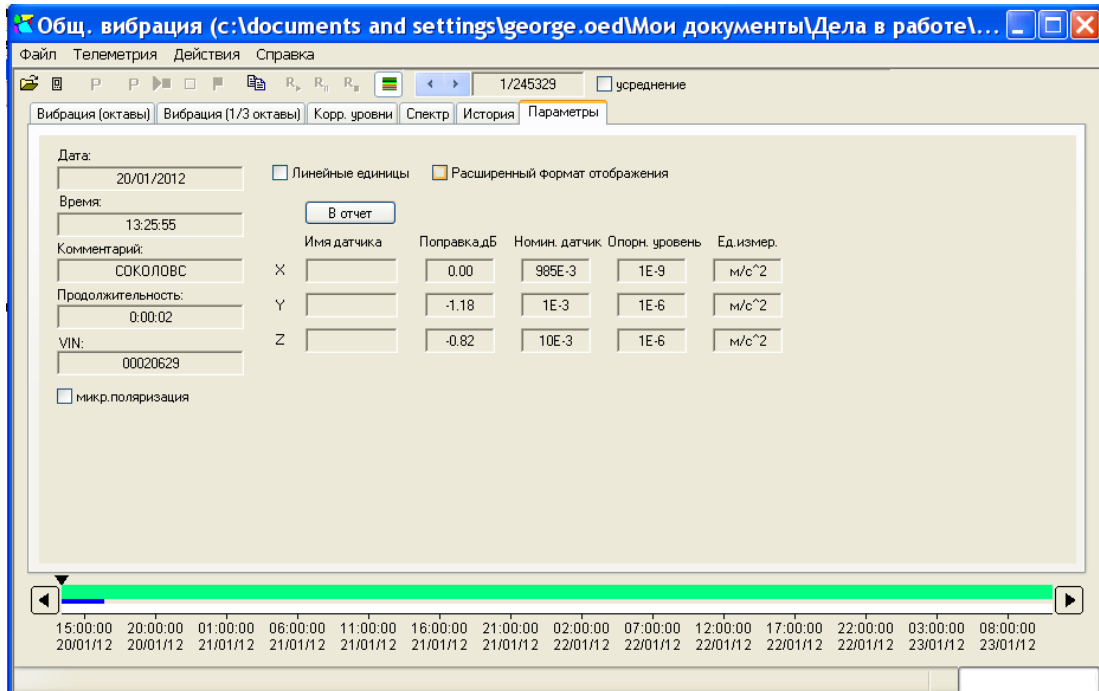 Общ. вибрация (c:\documents and settings\george.oed\Мои документы\Дела в работе\...
Файл Телеметрия Действия Справка
P P R R R 1/245329 усреднение
Вибрация (октавы) Вибрация (1/3 октавы) Корр. уровни Спектр История Параметры
Дата:
20/01/2012
Линейные единицы Расширенный формат отображения
Время:
13:25:55
В отчет
Комментарий:
СОКОЛОВС
Имя датчика Поправка,дБ Номин. датчик Опорн. уровень Ед.измер.
X 0.00 985E-3 1E-9 м/с^2
Продолжительность:
0:00:02
Y -1.18 1E-3 1E-6 м/с^2
VIN:
00020629
Z -0.82 10E-3 1E-6 м/с^2
микр.поляризация
15:00:00 20:00:00 01:00:00 06:00:00 11:00:00 16:00:00 21:00:00 02:00:00 07:00:00 12:00:00 17:00:00 22:00:00 03:00:00 08:00:00
20/01/12 20/01/12 21/01/12 21/01/12 21/01/12 21/01/12 21/01/12 22/01/12 22/01/12 22/01/12 22/01/12 22/01/12 23/01/12 23/01/12